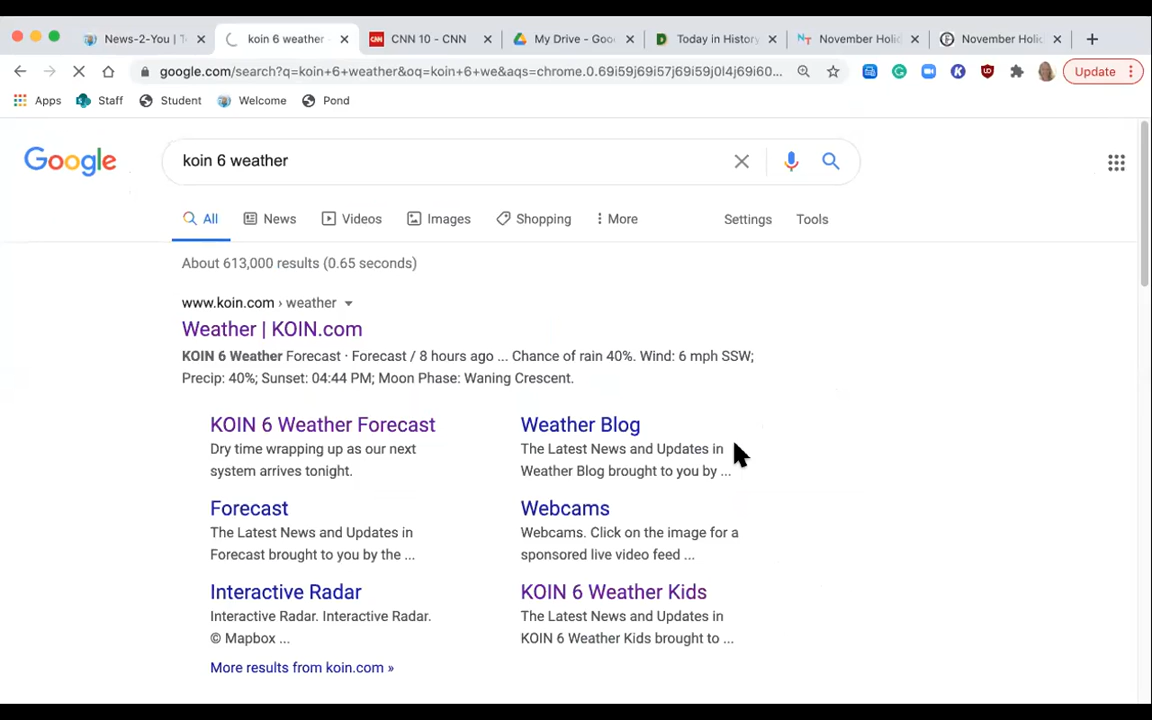 News-2-You | T
koin 6 weather
CNN 10 - CNN
My Drive - Goo
Today in History
November Holid
November Holid
google.com/search?q=koin+6+weather&oq=koin+6+we&aqs=chrome.0.69i59j69i57j69i59j0l4j69i60...
Update
Apps
Staff
Student
Welcome
Pond
Google
koin 6 weather
All
News
Videos
Images
Shopping
More
Settings
Tools
About 613,000 results (0.65 seconds)
www.koin.com › weather
Weather | KOIN.com
KOIN 6 Weather Forecast · Forecast / 8 hours ago ... Chance of rain 40%. Wind: 6 mph SSW;
Precip: 40%; Sunset: 04:44 PM; Moon Phase: Waning Crescent.
KOIN 6 Weather Forecast
Dry time wrapping up as our next
system arrives tonight.
Weather Blog
The Latest News and Updates in
Weather Blog brought to you by ...
Forecast
The Latest News and Updates in
Forecast brought to you by the ...
Webcams
Webcams. Click on the image for a
sponsored live video feed ...
Interactive Radar
Interactive Radar. Interactive Radar.
© Mapbox ...
KOIN 6 Weather Kids
The Latest News and Updates in
KOIN 6 Weather Kids brought to ...
More results from koin.com »